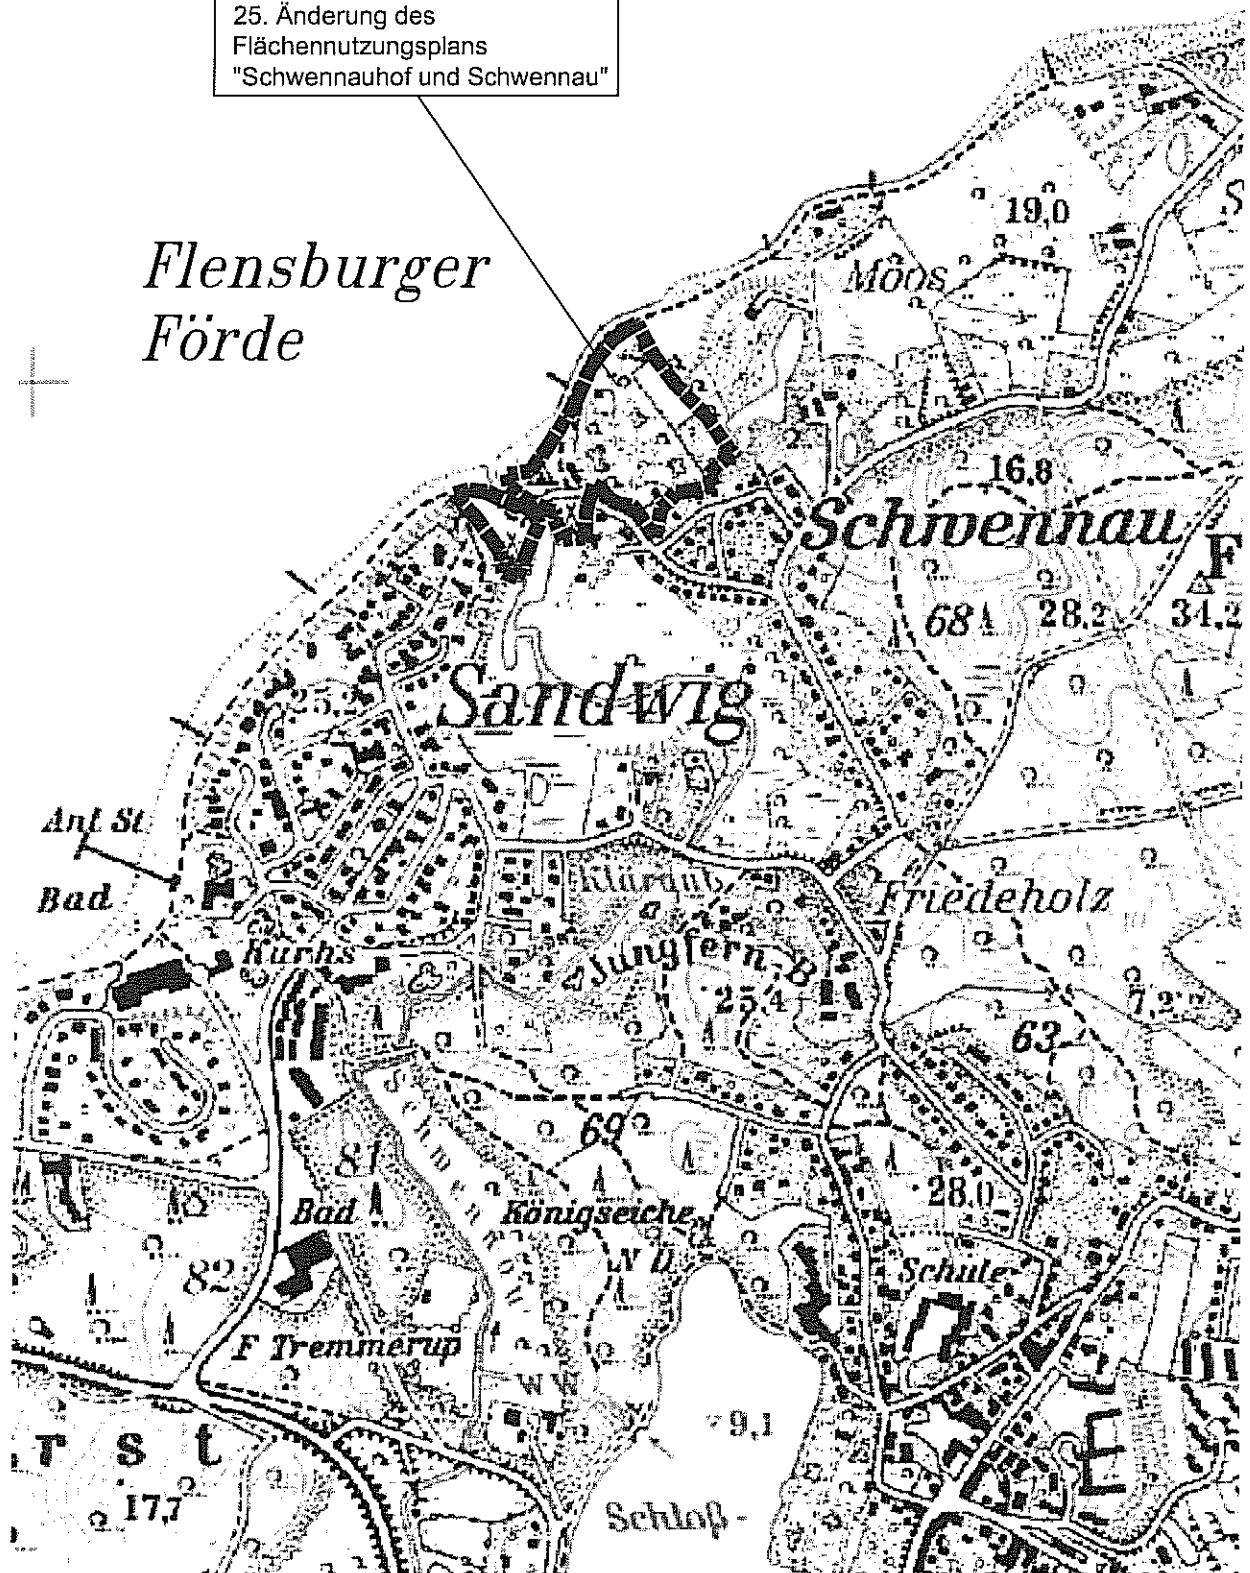 25. Änderung des
Flächennutzungsplans
"Schwennauhof und Schwennau"
19,0
Flensburger
Förde
Moos
16,8
Schwennau
F
68
28,2
34,2
Sandwig
25,2
Anl St
Bad
Kläranl
Friedeholz
Kurhs
Jungfern-B
25,4
7,2
63
Schwennow
69
81
28,0
Bad
Königseiche
N D
82
Schule
F Tremmerup
W W
r s t
9,1
17,7
Schloß-